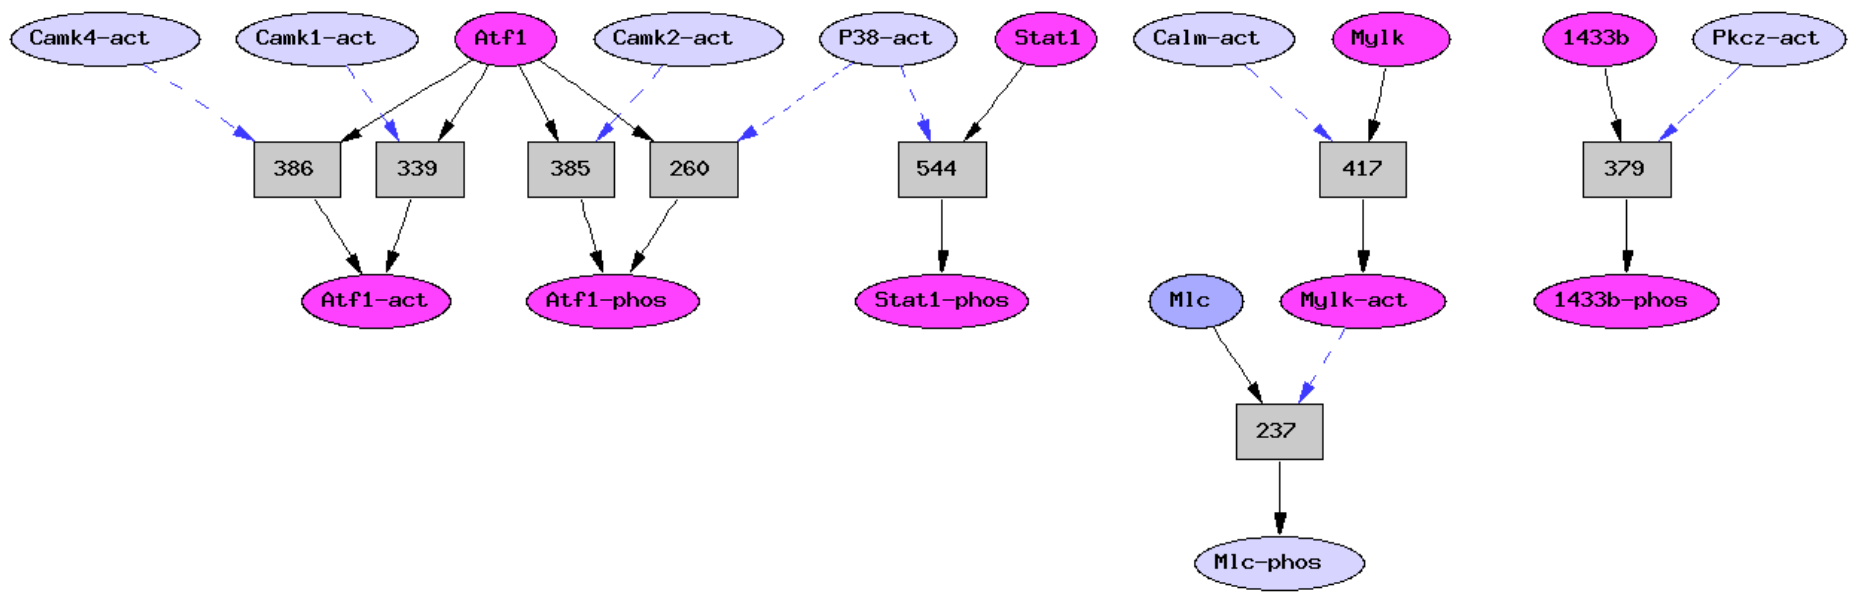 Camk4-act Camk1-act Atf1 Camk2-act P38-act Stat1 Calm-act Mylk 1433b Pkcz-act
386 339 385 260 544 417 379
Atf1-act Atf1-phos Stat1-phos Mlc Mylk-act 1433b-phos
237
Mlc-phos